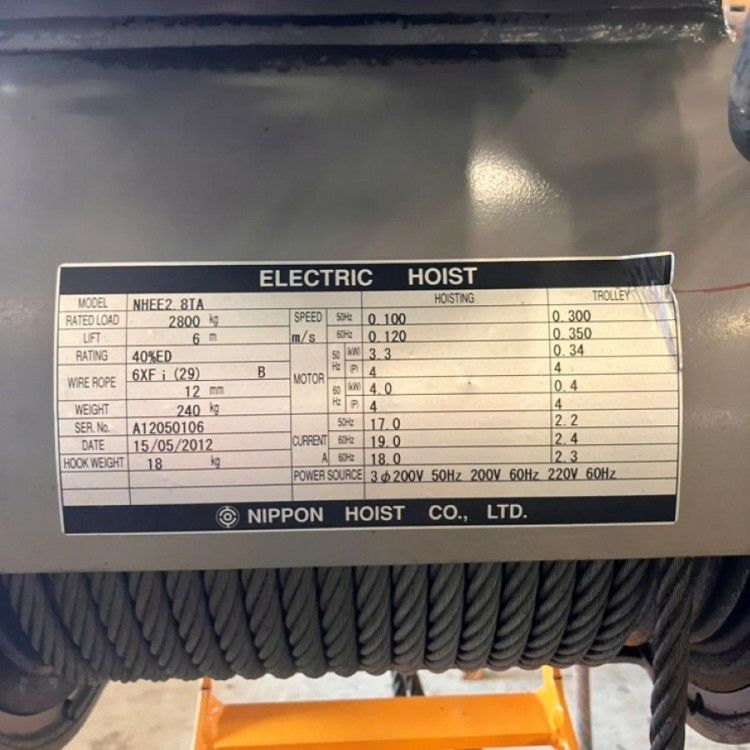 ELECTRIC HOIST
HOISTING TROLLEY
MODEL NHEE2.8TA
RATED LOAD 2800 kg SPEED 50Hz 0.100 0.300
LIFT 6 m m/s 60Hz 0.120 0.350
RATING 40%ED MOTOR 50 Hz (kW) 3.3 0.34
WIRE ROPE 6XFi(29) B (P) 4 4
12 mm 60 Hz (kW) 4.0 0.4
WEIGHT 240 kg (P) 4 4
SER. No. A12050106 CURRENT A 50Hz 17.0 2.2
DATE 15/05/2012 60Hz 19.0 2.4
HOOK WEIGHT 18 kg 60Hz 18.0 2.3
POWER SOURCE 3φ200V 50Hz 200V 60Hz 220V 60Hz
NIPPON HOIST CO., LTD.